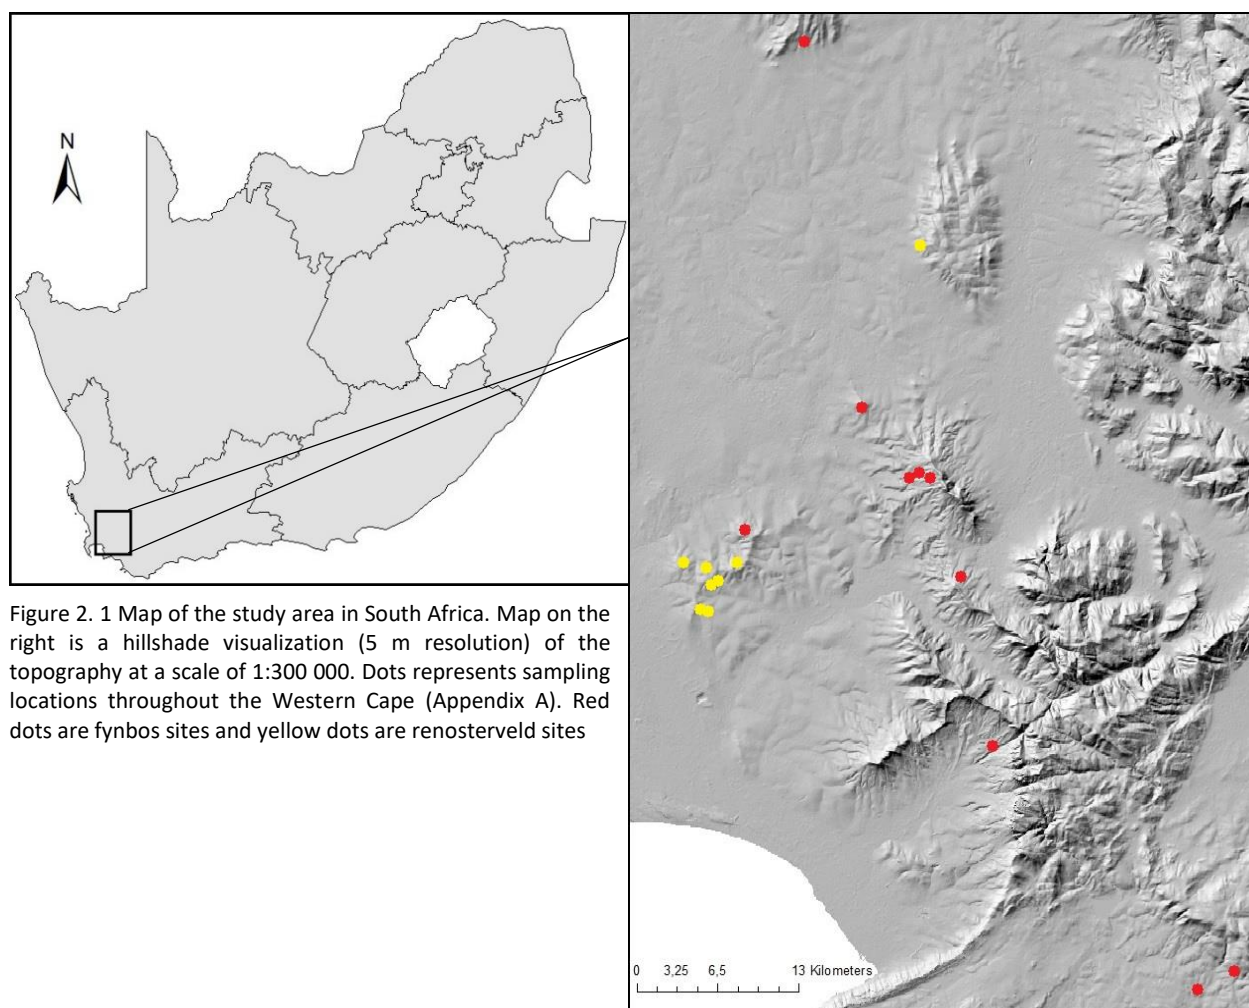 N
Figure 2. 1 Map of the study area in South Africa. Map on the
right is a hillshade visualization (5 m resolution) of the
topography at a scale of 1:300 000. Dots represents sampling
locations throughout the Western Cape (Appendix A). Red
dots are fynbos sites and yellow dots are renosterveld sites
0 3,25 6,5 13 Kilometers